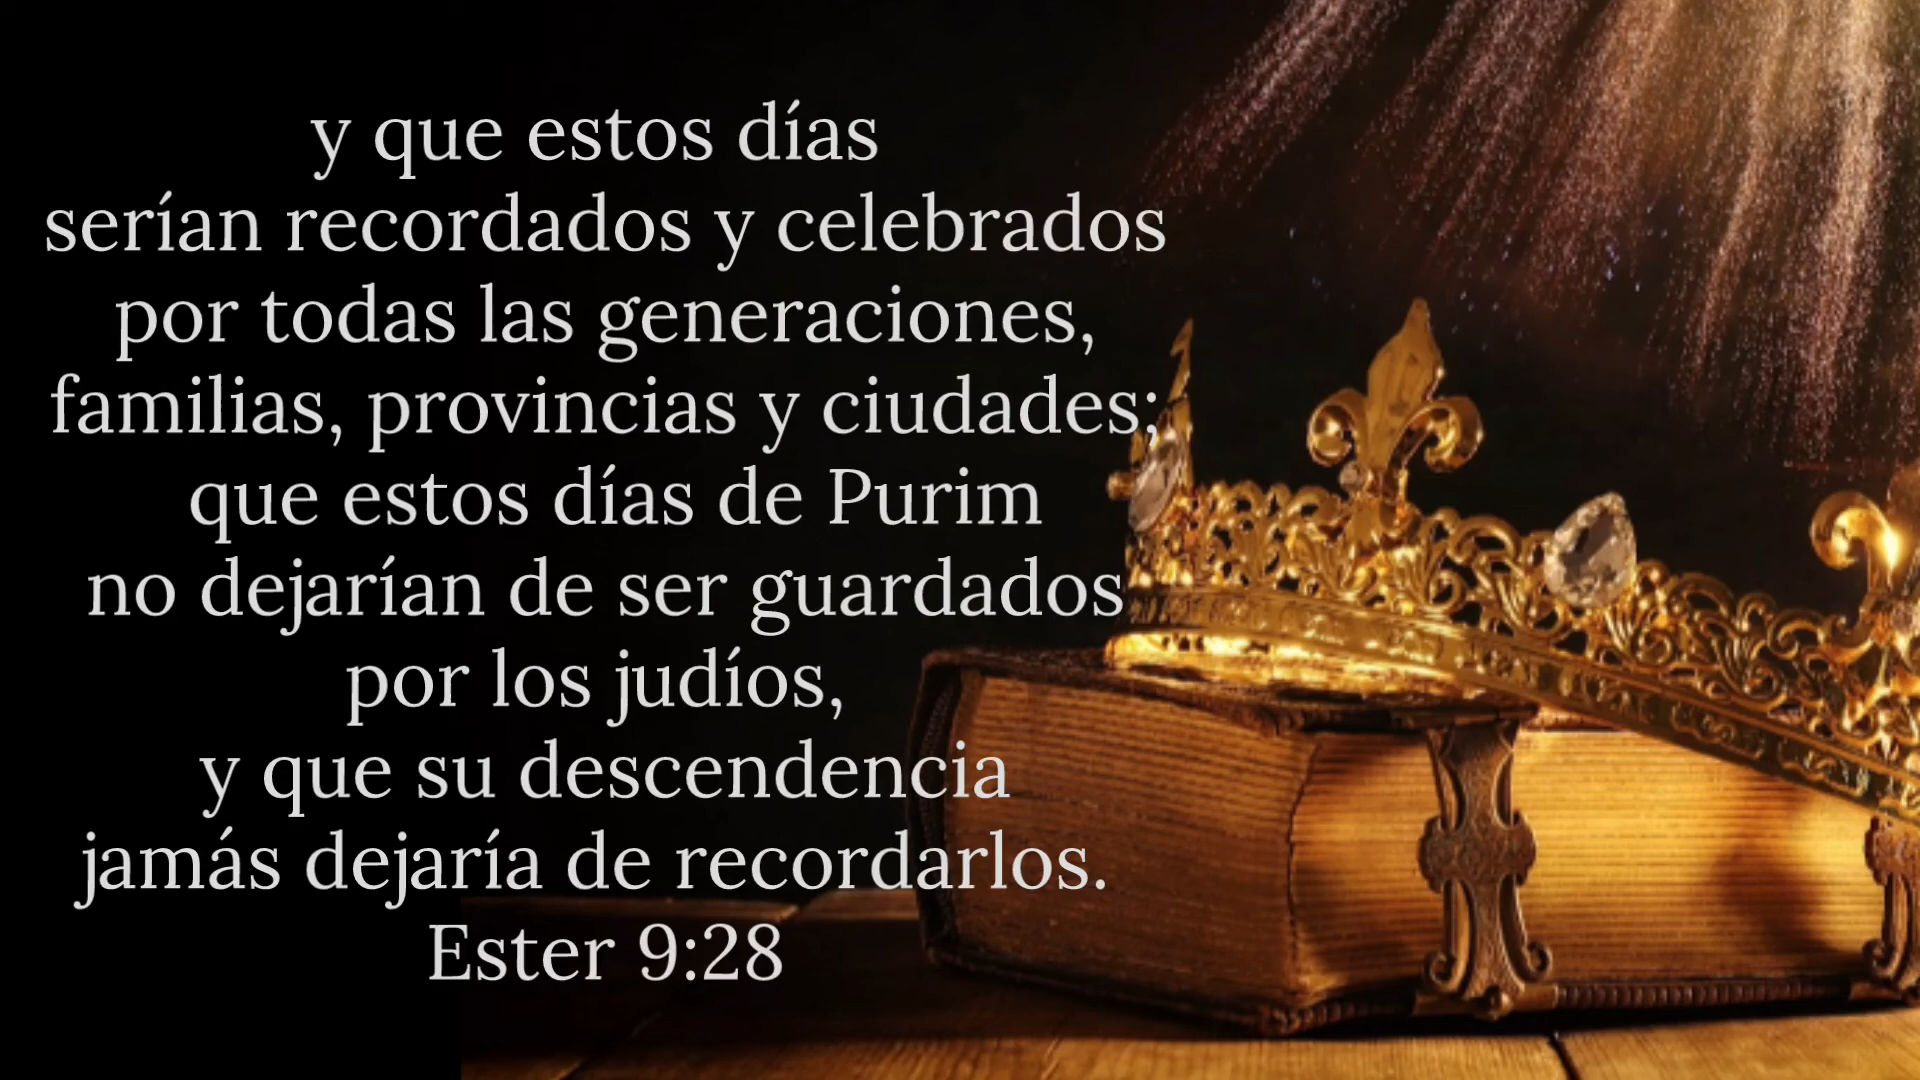 y que estos días
serían recordados y celebrados
por todas las generaciones,
familias, provincias y ciudades;
que estos días de Purim
no dejarían de ser guardados
por los judíos,
y que su descendencia
jamás dejaría de recordarlos.
Ester 9:28